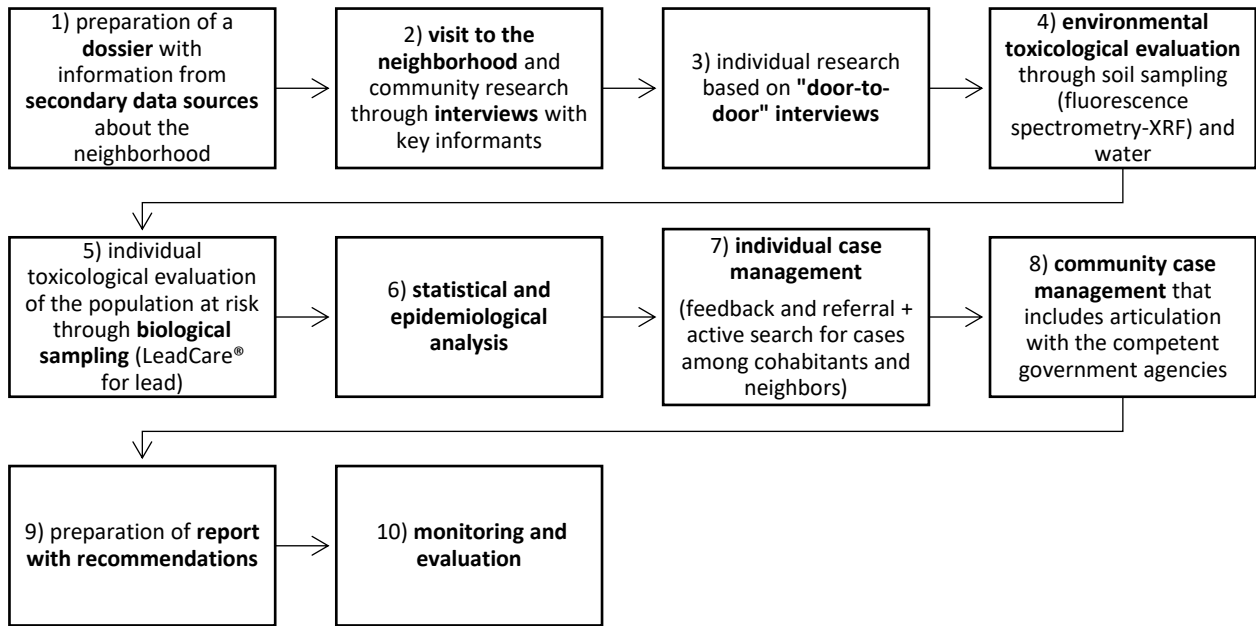 1) preparation of a
dossier with
information from
secondary data sources
about the
neighborhood
2) visit to the
neighborhood and
community research
through interviews with
key informants
3) individual research
based on "door-to-
door" interviews
4) environmental
toxicological evaluation
through soil sampling
(fluorescence
spectrometry-XRF) and
water
5) individual
toxicological evaluation
of the population at risk
through biological
sampling (LeadCare®
for lead)
6) statistical and
epidemiological
analysis
7) individual case
management
(feedback and referral +
active search for cases
among cohabitants and
neighbors)
8) community case
management that
includes articulation
with the competent
government agencies
9) preparation of report
with recommendations
10) monitoring and
evaluation